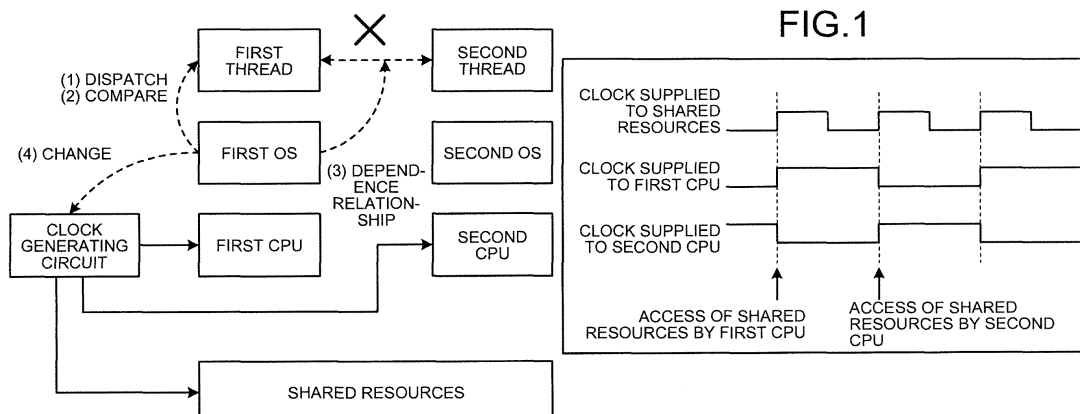 FIG.1
FIRST
THREAD
SECOND
THREAD
(1) DISPATCH
(2) COMPARE
(4) CHANGE
FIRST OS
SECOND OS
(3) DEPEND-
ENCE
RELATION-
SHIP
CLOCK
GENERATING
CIRCUIT
FIRST CPU
SECOND
CPU
SHARED RESOURCES
CLOCK SUPPLIED
TO SHARED
RESOURCES
CLOCK SUPPLIED
TO FIRST CPU
CLOCK SUPPLIED
TO SECOND CPU
ACCESS OF SHARED
RESOURCES BY FIRST CPU
ACCESS OF SHARED
RESOURCES BY SECOND
CPU